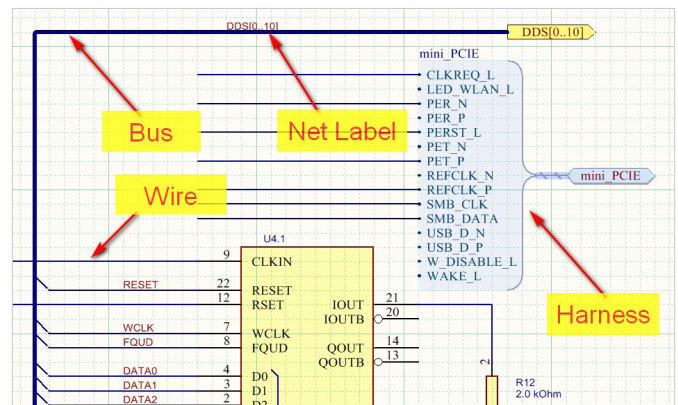 DDS[0..10]
DDS[0..10]
mini_PCIE
CLKREQ_L
LED_WLAN_L
PER_N
PER_P
PERST_L
PET_N
PET_P
REFCLK_N
REFCLK_P
SMB_CLK
SMB_DATA
USB_D_N
USB_D_P
W_DISABLE_L
WAKE_L
mini_PCIE
Bus
Net Label
Wire
Harness
U4.1
9 CLKIN
RESET 22 RESET
12 RSET
WCLK 7 WCLK
FQUD 8 FQUD
DATA0 4 D0
DATA1 3 D1
DATA2 2 D2
IOUT 21
IOUTB 20
QOUT 14
QOUTB 13
2
R12
2.0 kOhm